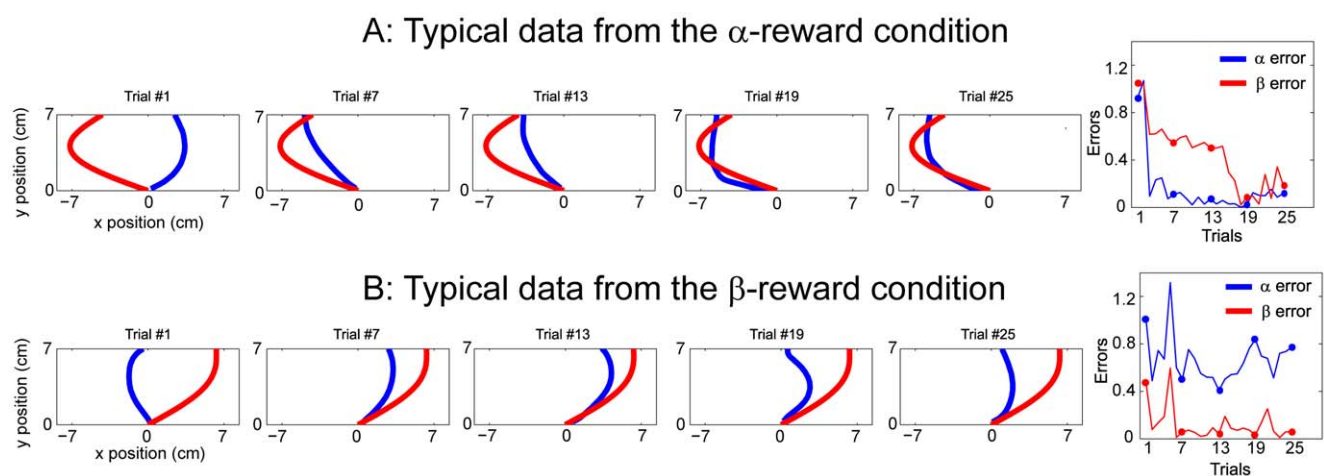 A: Typical data from the α-reward condition
Trial #1
Trial #7
Trial #13
Trial #19
Trial #25
y position (cm)
7
0
−7 0 7
x position (cm)
7
0
−7 0 7
7
0
−7 0 7
7
0
−7 0 7
7
0
−7 0 7
α error
β error
Errors
1.2
0.8
0.4
0
1 7 13 19 25
Trials
B: Typical data from the β-reward condition
Trial #1
Trial #7
Trial #13
Trial #19
Trial #25
y position (cm)
7
0
−7 0 7
x position (cm)
7
0
−7 0 7
7
0
−7 0 7
7
0
−7 0 7
7
0
−7 0 7
α error
β error
Errors
1.2
0.8
0.4
0
1 7 13 19 25
Trials